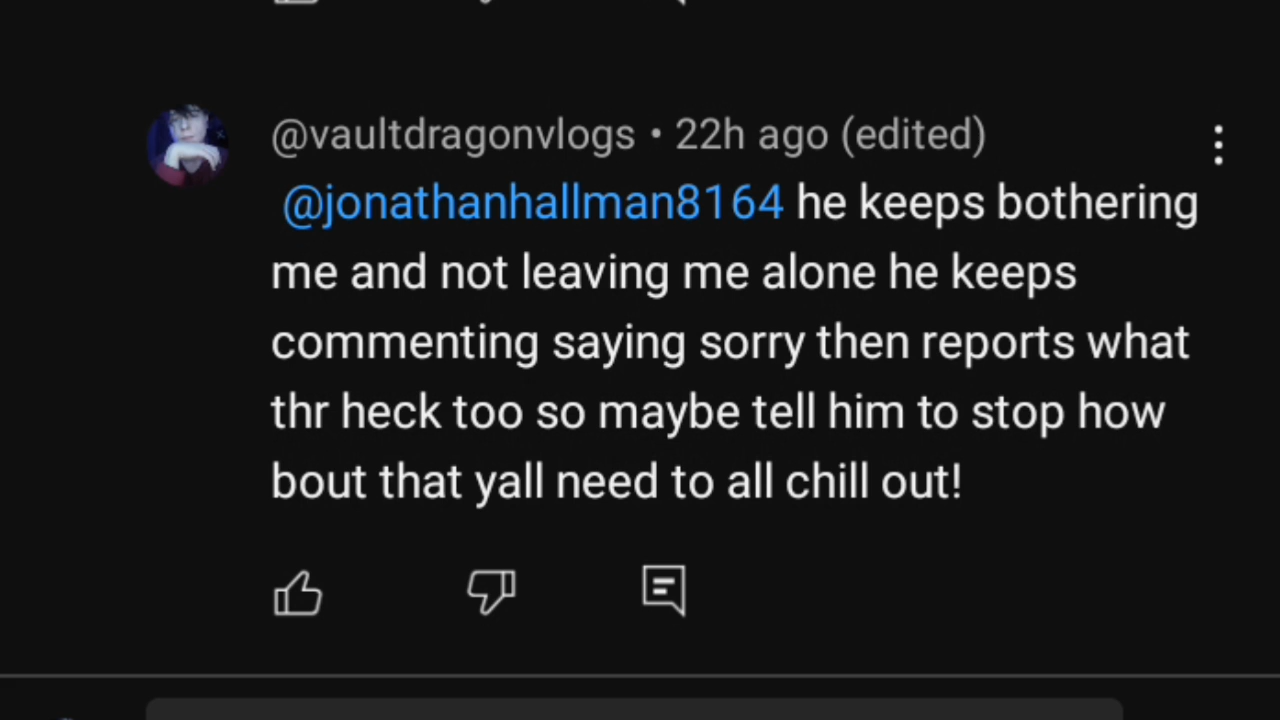 @vaultdragonvlogs • 22h ago (edited)
@jonathanhallman8164 he keeps bothering
me and not leaving me alone he keeps
commenting saying sorry then reports what
thr heck too so maybe tell him to stop how
bout that yall need to all chill out!